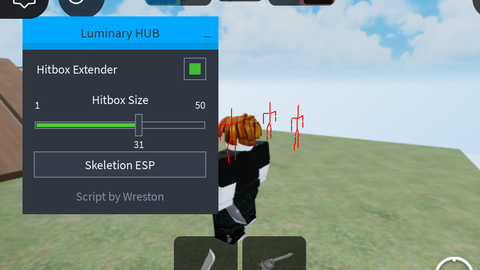 Luminary HUB
Hitbox Extender
Hitbox Size
1
50
31
Skeletion ESP
Script by Wreston